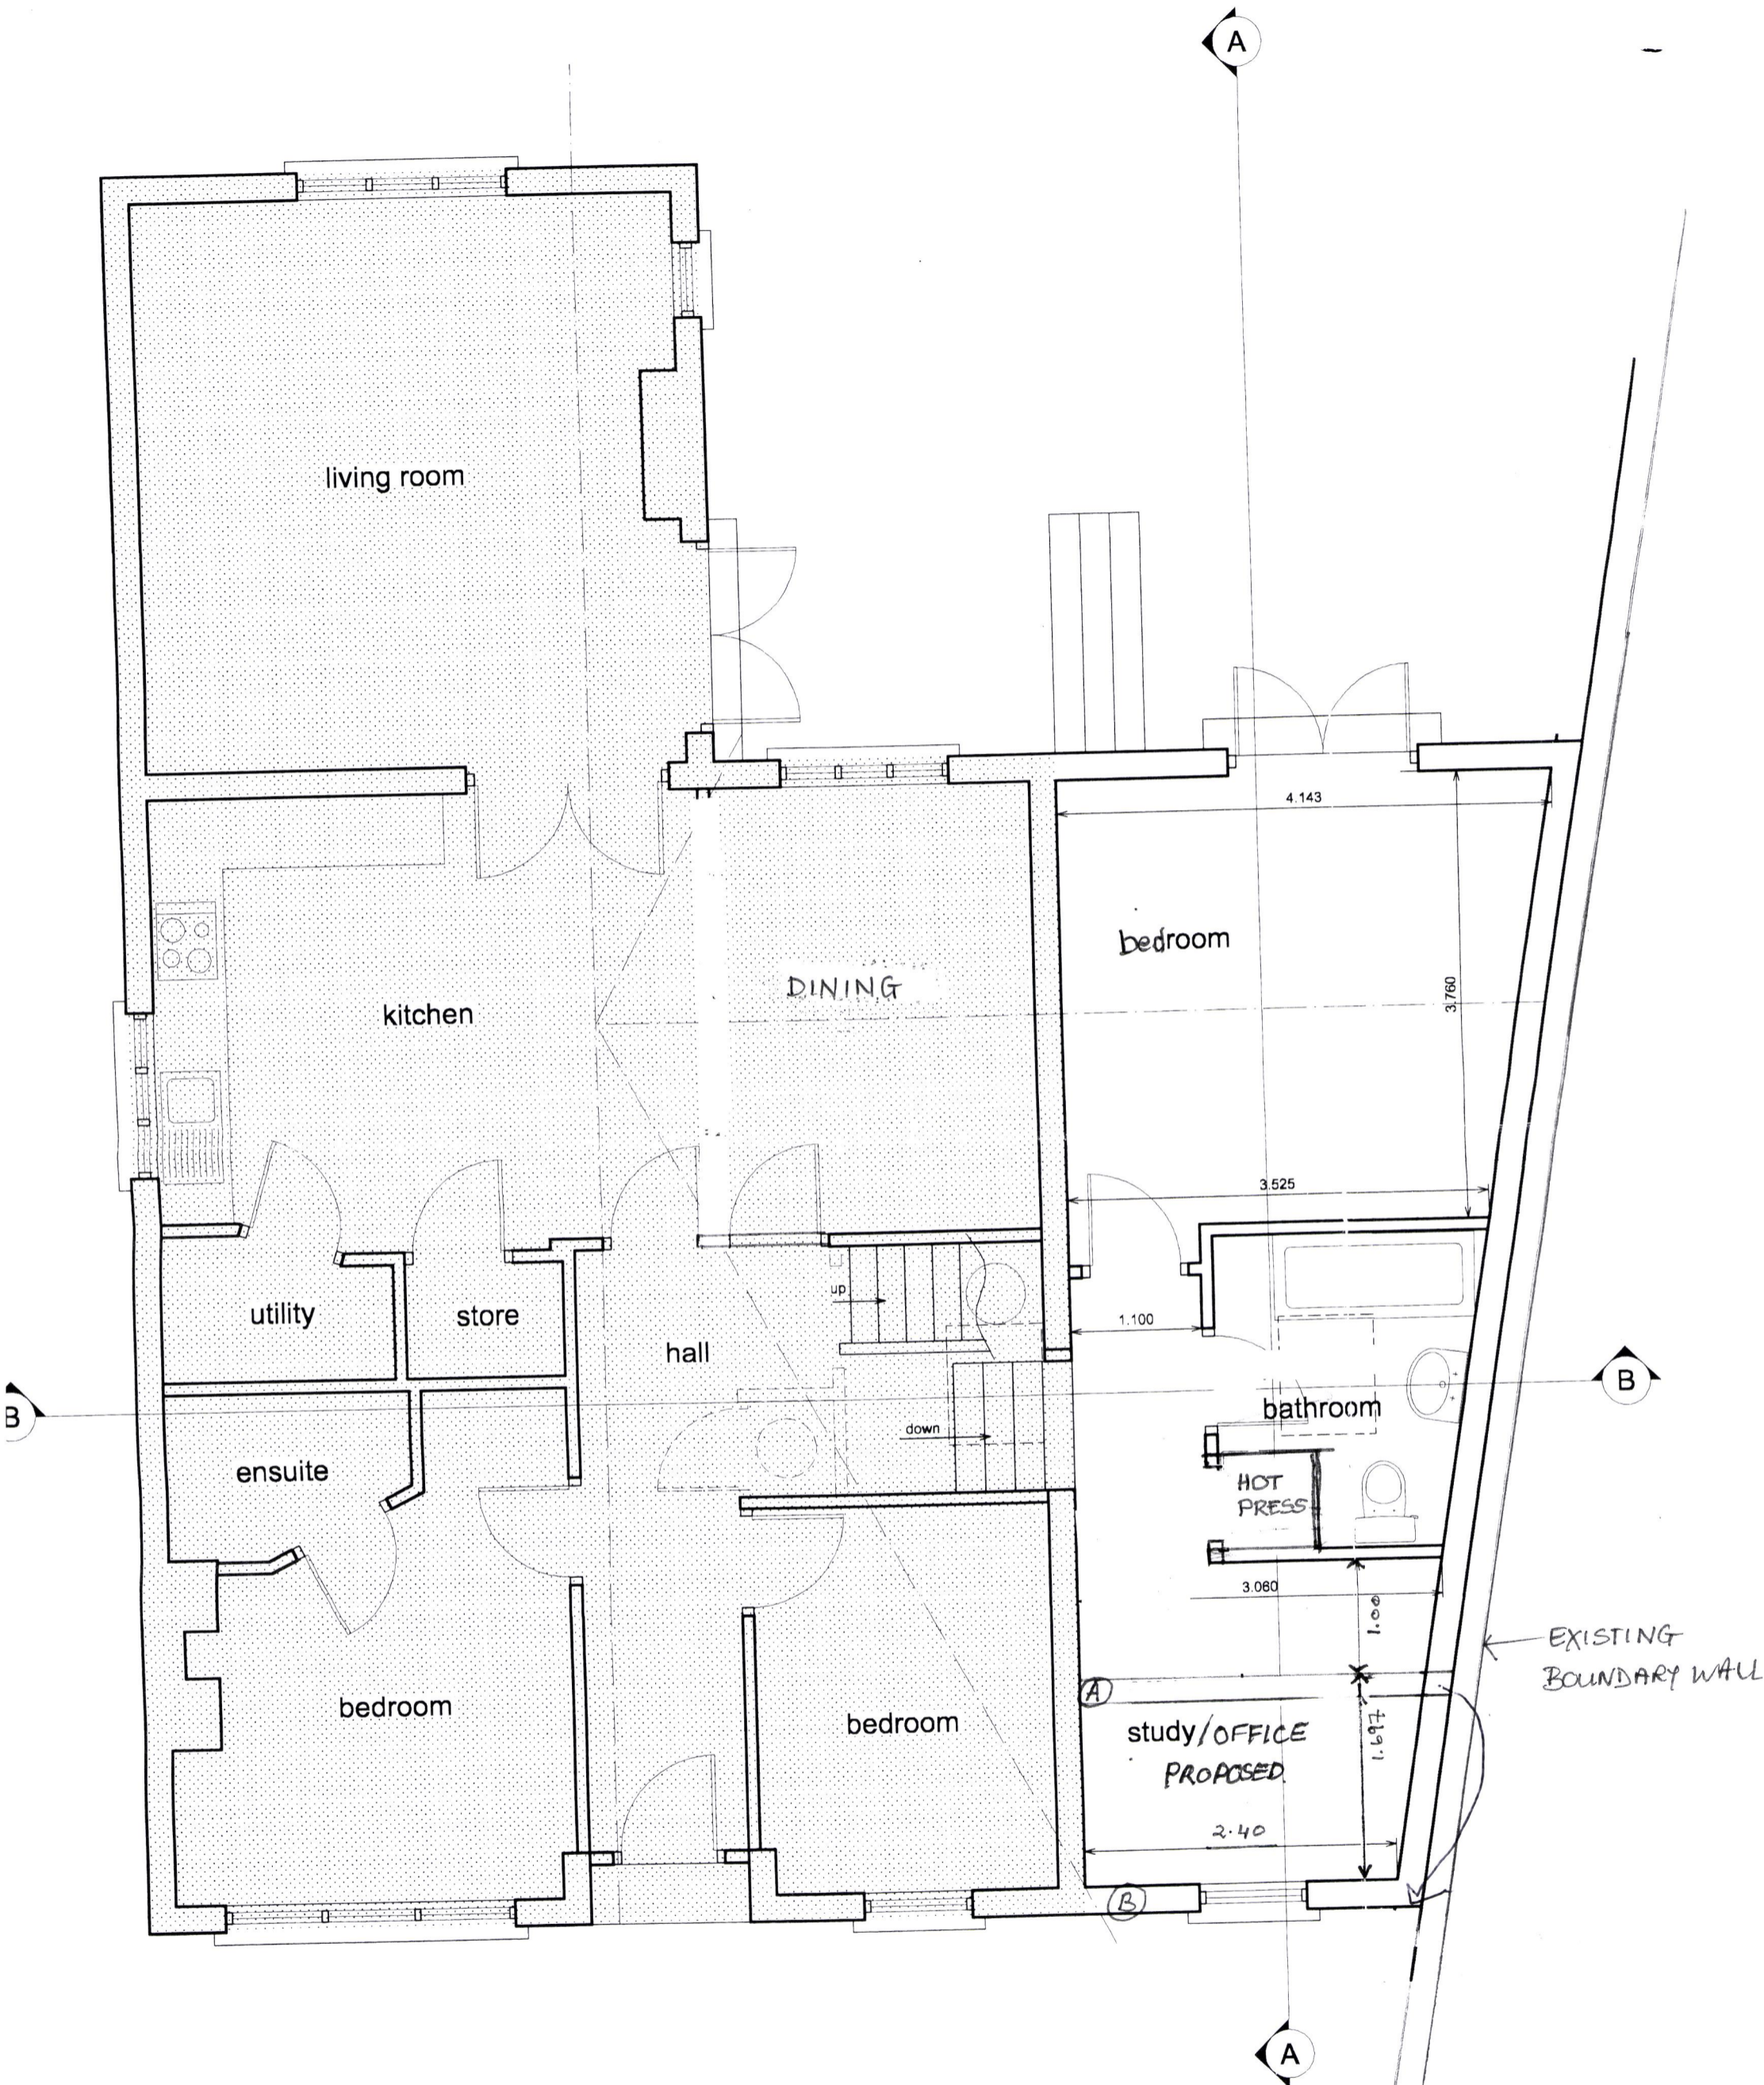 A
living room
4.143
bedroom
DINING
kitchen
3.760
3.525
utility
store
hall
up
1.100
B
B
bathroom
down
ensuite
HOT
PRESS
3.060
1.00
EXISTING
BOUNDARY WALL
A
bedroom
bedroom
study/OFFICE
PROPOSED
1.697
2.40
B
A